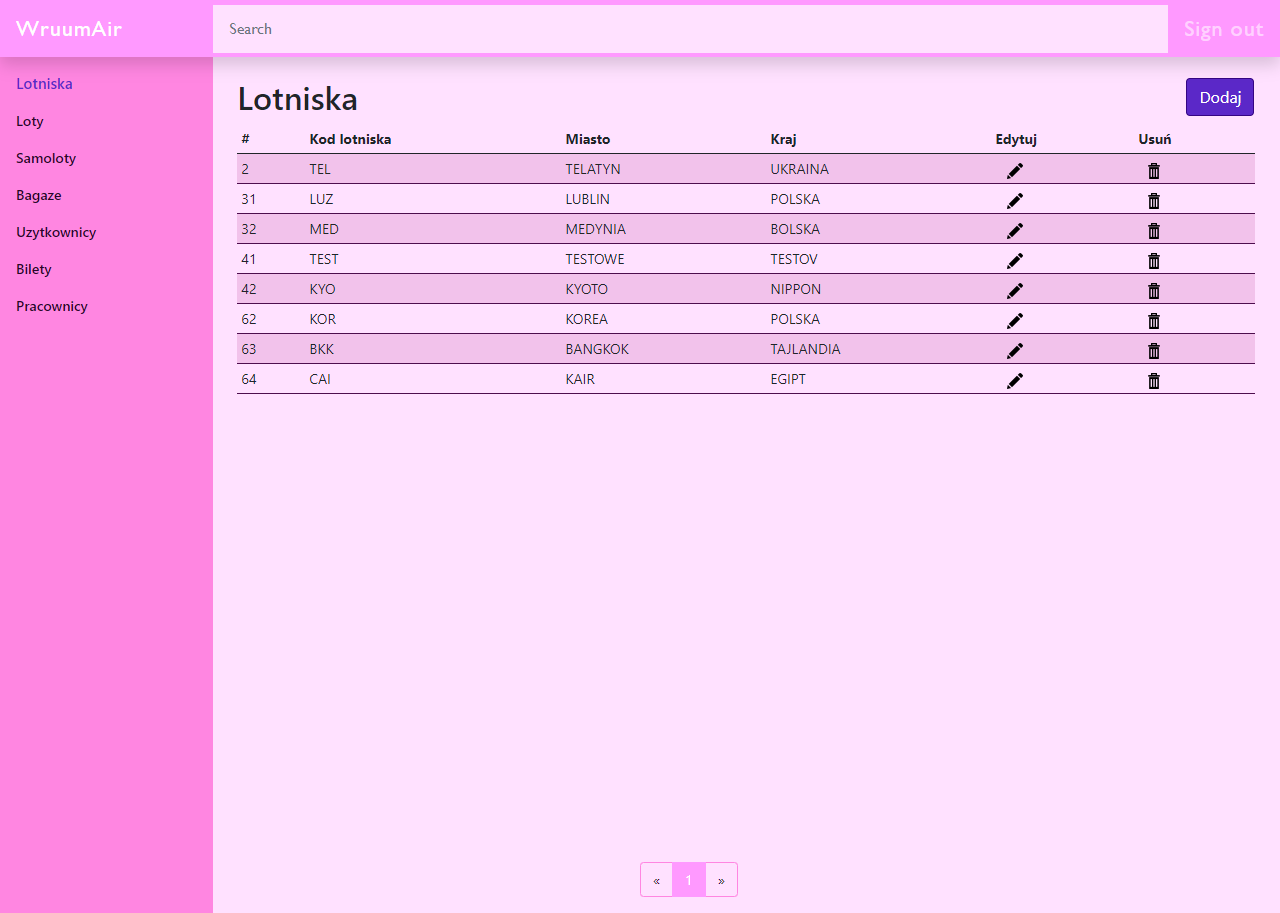 WruumAir Search Sign out
Lotniska
Loty
Samoloty
Bagaze
Uzytkownicy
Bilety
Pracownicy
Lotniska Dodaj
# Kod lotniska Miasto Kraj Edytuj Usuń
2 TEL TELATYN UKRAINA
31 LUZ LUBLIN POLSKA
32 MED MEDYNIA BOLSKA
41 TEST TESTOWE TESTOV
42 KYO KYOTO NIPPON
62 KOR KOREA POLSKA
63 BKK BANGKOK TAJLANDIA
64 CAI KAIR EGIPT
« 1 »